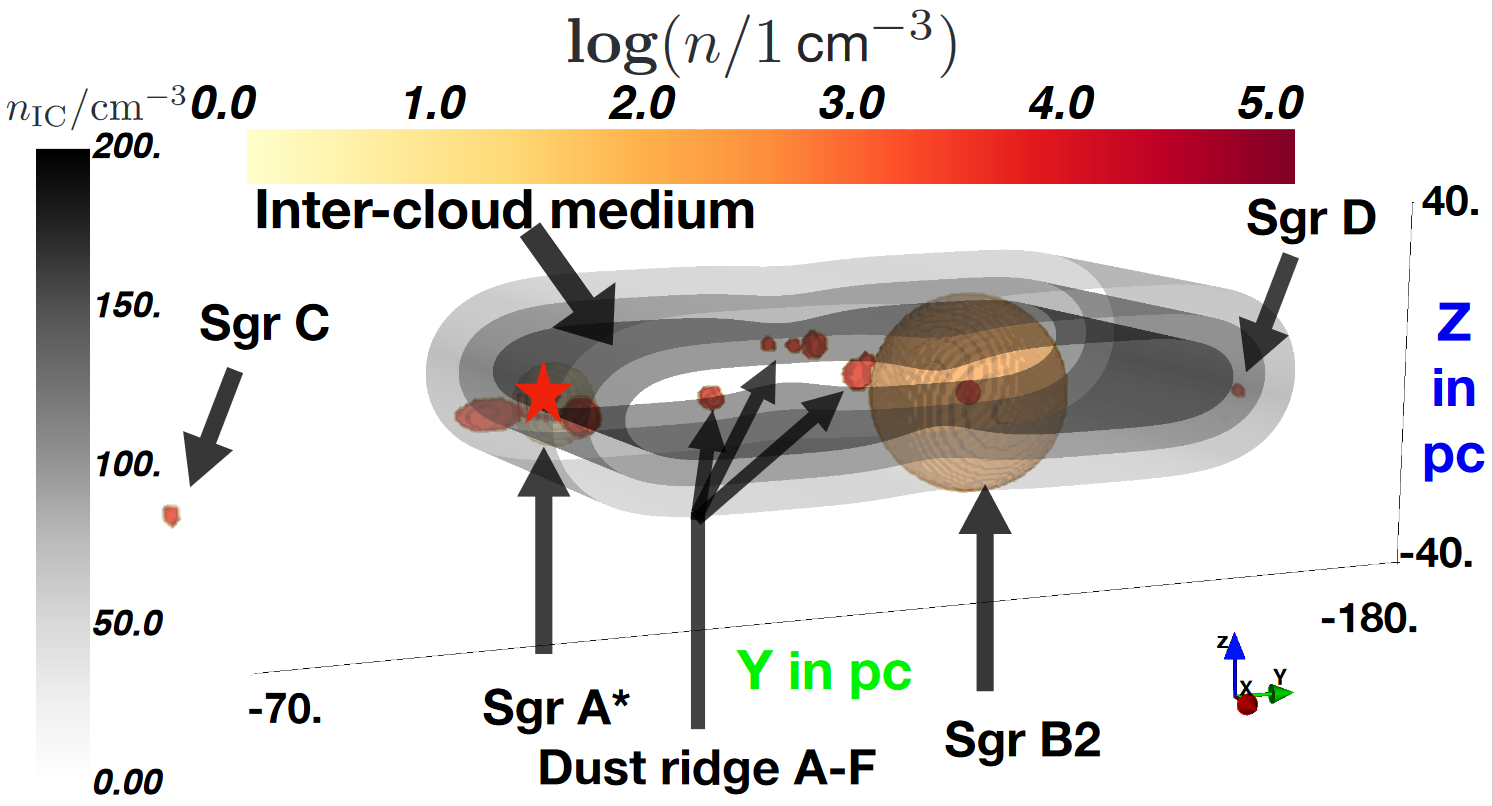 log(n/1 cm⁻³)
n_IC/cm⁻³
0.0 1.0 2.0 3.0 4.0 5.0
200.
150.
100.
50.0
0.00
Inter-cloud medium
Sgr D
Sgr C
40.
Z
in
pc
-40.
-180.
Y in pc
-70.
Sgr A*
Dust ridge A-F
Sgr B2
Z
X
Y